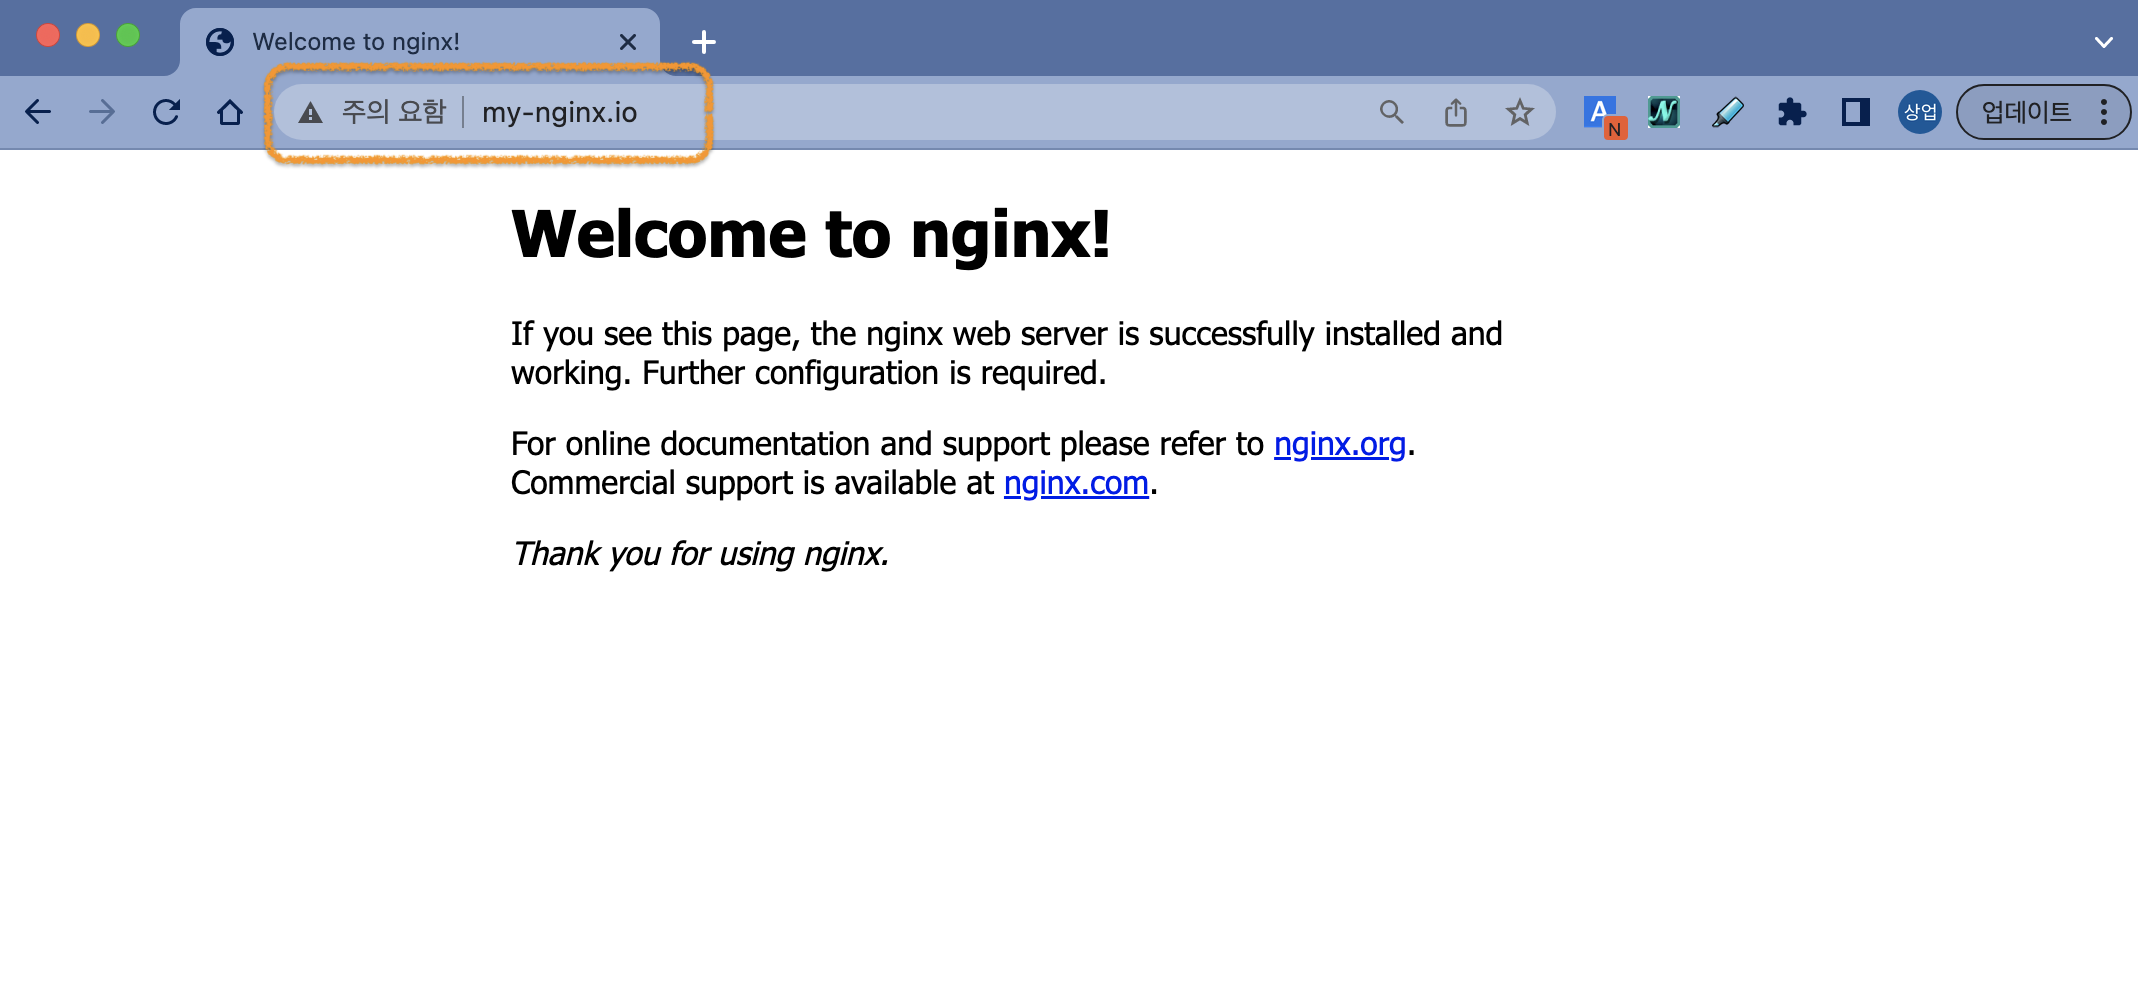 Welcome to nginx!
주의 요함 my-nginx.io
A
N
N
상업
업데이트
Welcome to nginx!
If you see this page, the nginx web server is successfully installed and
working. Further configuration is required.
For online documentation and support please refer to nginx.org.
Commercial support is available at nginx.com.
Thank you for using nginx.